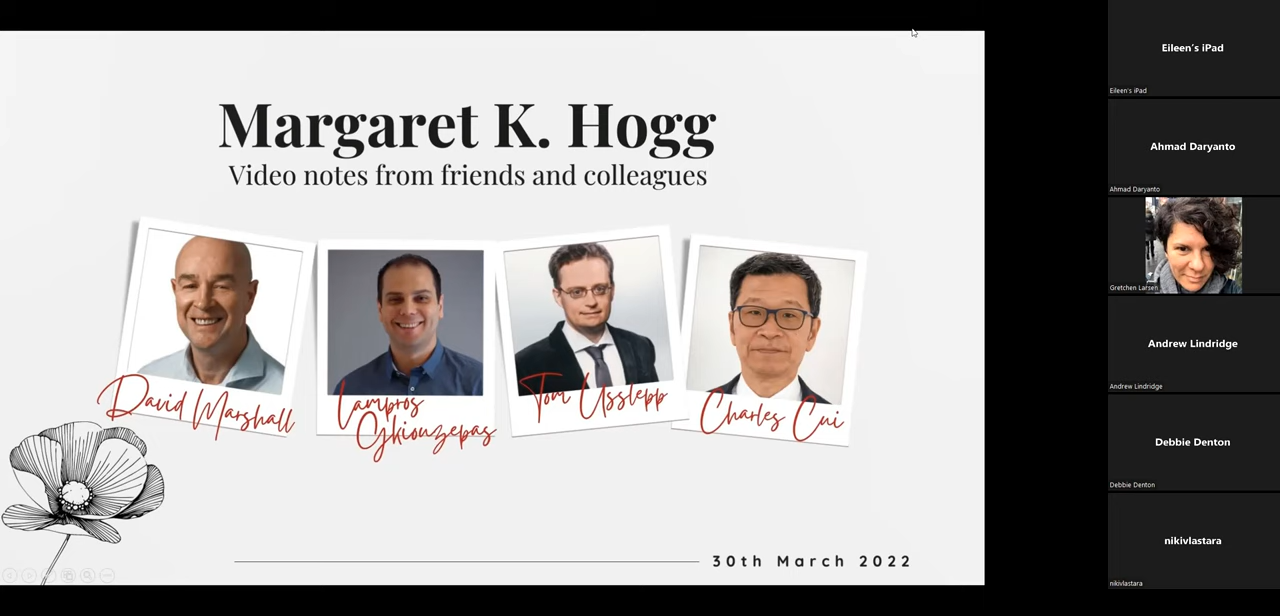 Margaret K. Hogg
Video notes from friends and colleagues
David Marshall
Lampros
Gkiouzepas
Tom Usslepp
Charles Cui
30th March 2022
Eileen's iPad
Eileen's iPad
Ahmad Daryanto
Ahmad Daryanto
Gretchen Larsen
Andrew Lindridge
Andrew Lindridge
Debbie Denton
Debbie Denton
nikivlastara
nikivlastara